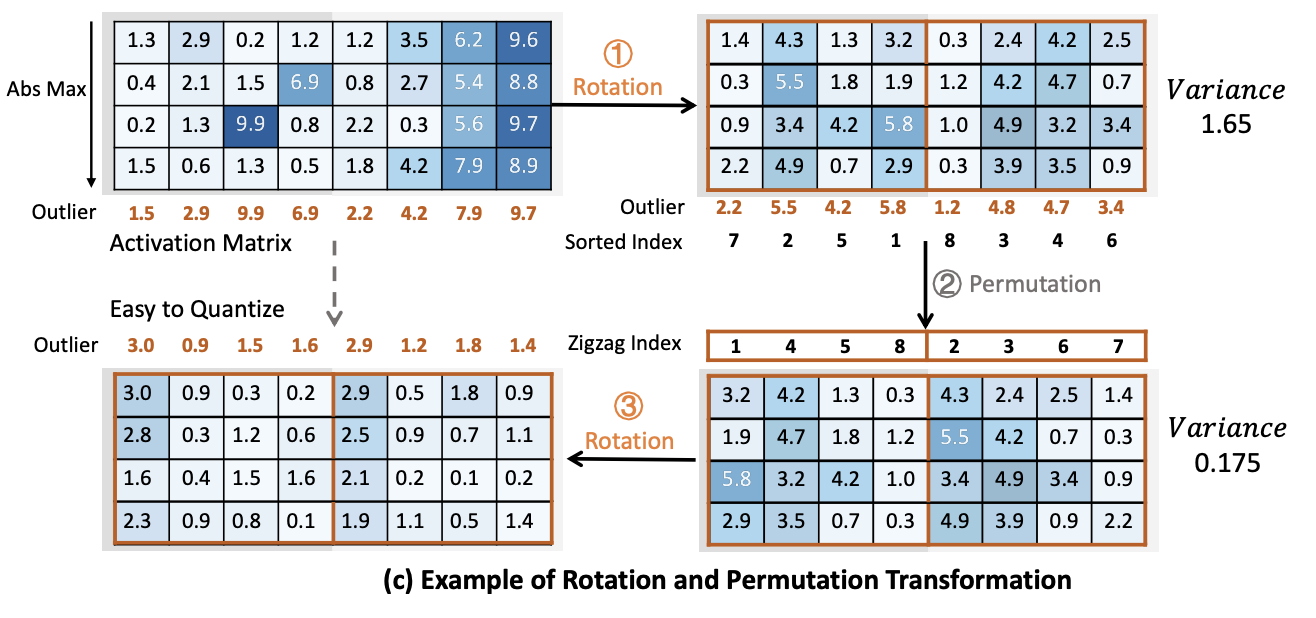 1.3 2.9 0.2 1.2 1.2 3.5 6.2 9.6
0.4 2.1 1.5 6.9 0.8 2.7 5.4 8.8
0.2 1.3 9.9 0.8 2.2 0.3 5.6 9.7
1.5 0.6 1.3 0.5 1.8 4.2 7.9 8.9
Abs Max
Outlier 1.5 2.9 9.9 6.9 2.2 4.2 7.9 9.7
Activation Matrix
① Rotation
1.4 4.3 1.3 3.2 0.3 2.4 4.2 2.5
0.3 5.5 1.8 1.9 1.2 4.2 4.7 0.7
0.9 3.4 4.2 5.8 1.0 4.9 3.2 3.4
2.2 4.9 0.7 2.9 0.3 3.9 3.5 0.9
Variance
1.65
Outlier 2.2 5.5 4.2 5.8 1.2 4.8 4.7 3.4
Sorted Index 7 2 5 1 8 3 4 6
② Permutation
Zigzag Index 1 4 5 8 2 3 6 7
3.2 4.2 1.3 0.3 4.3 2.4 2.5 1.4
1.9 4.7 1.8 1.2 5.5 4.2 0.7 0.3
5.8 3.2 4.2 1.0 3.4 4.9 3.4 0.9
2.9 3.5 0.7 0.3 4.9 3.9 0.9 2.2
Variance
0.175
③ Rotation
Easy to Quantize
Outlier 3.0 0.9 1.5 1.6 2.9 1.2 1.8 1.4
3.0 0.9 0.3 0.2 2.9 0.5 1.8 0.9
2.8 0.3 1.2 0.6 2.5 0.9 0.7 1.1
1.6 0.4 1.5 1.6 2.1 0.2 0.1 0.2
2.3 0.9 0.8 0.1 1.9 1.1 0.5 1.4
(c) Example of Rotation and Permutation Transformation